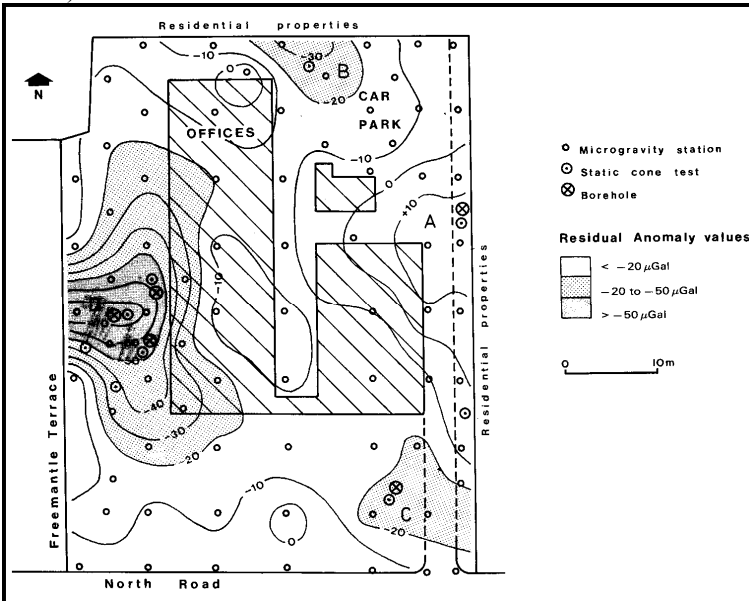 Residential properties
N
-10
0
-30
B
-20
CAR
PARK
OFFICES
-10
0
+10
A
-10
-40
-30
-20
-10
0
C
-20
Freemantle Terrace
Residential properties
North Road
Microgravity station
Static cone test
Borehole
Residual Anomaly values
< -20 μGal
-20 to -50 μGal
> -50 μGal
0 10m